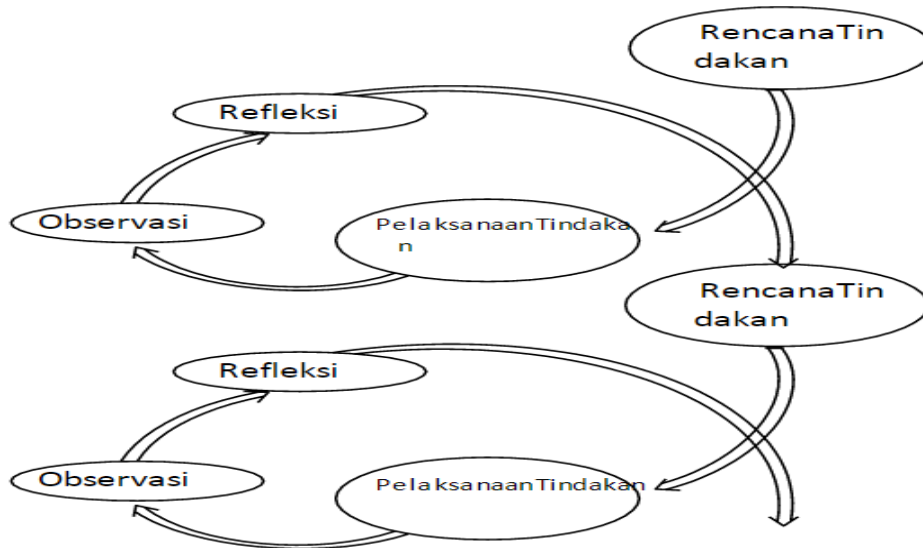 RencanaTin
dakan
Refleksi
Observasi
PelaksanaanTindaka
n
RencanaTin
dakan
Refleksi
Observasi
PelaksanaanTindakan